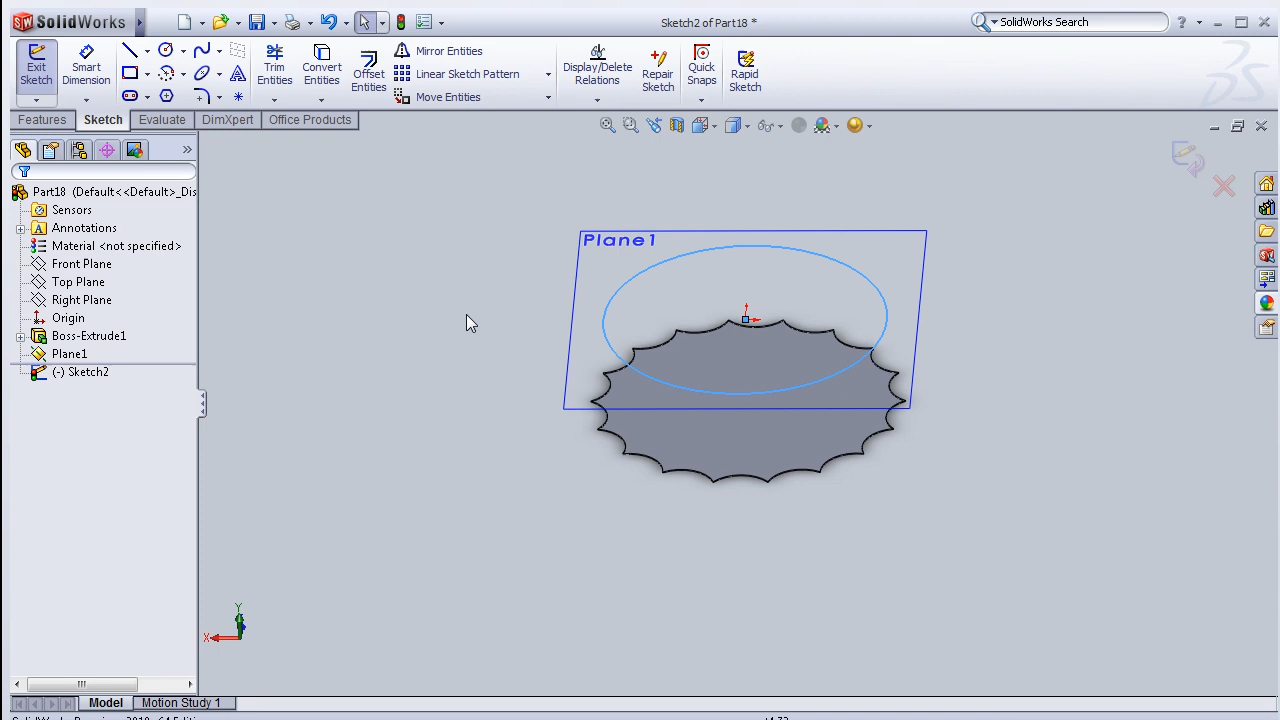 SolidWorks
Sketch2 of Part18 *
SolidWorks Search
Exit Sketch
Smart Dimension
Trim Entities
Convert Entities
Offset Entities
Mirror Entities
Linear Sketch Pattern
Move Entities
Display/Delete Relations
Repair Sketch
Quick Snaps
Rapid Sketch
Features
Sketch
Evaluate
DimXpert
Office Products
Part18 (Default<<Default>_Dis
Sensors
Annotations
Material <not specified>
Front Plane
Top Plane
Right Plane
Origin
Boss-Extrude1
Plane1
(-) Sketch2
Plane1
Y
X
Model
Motion Study 1